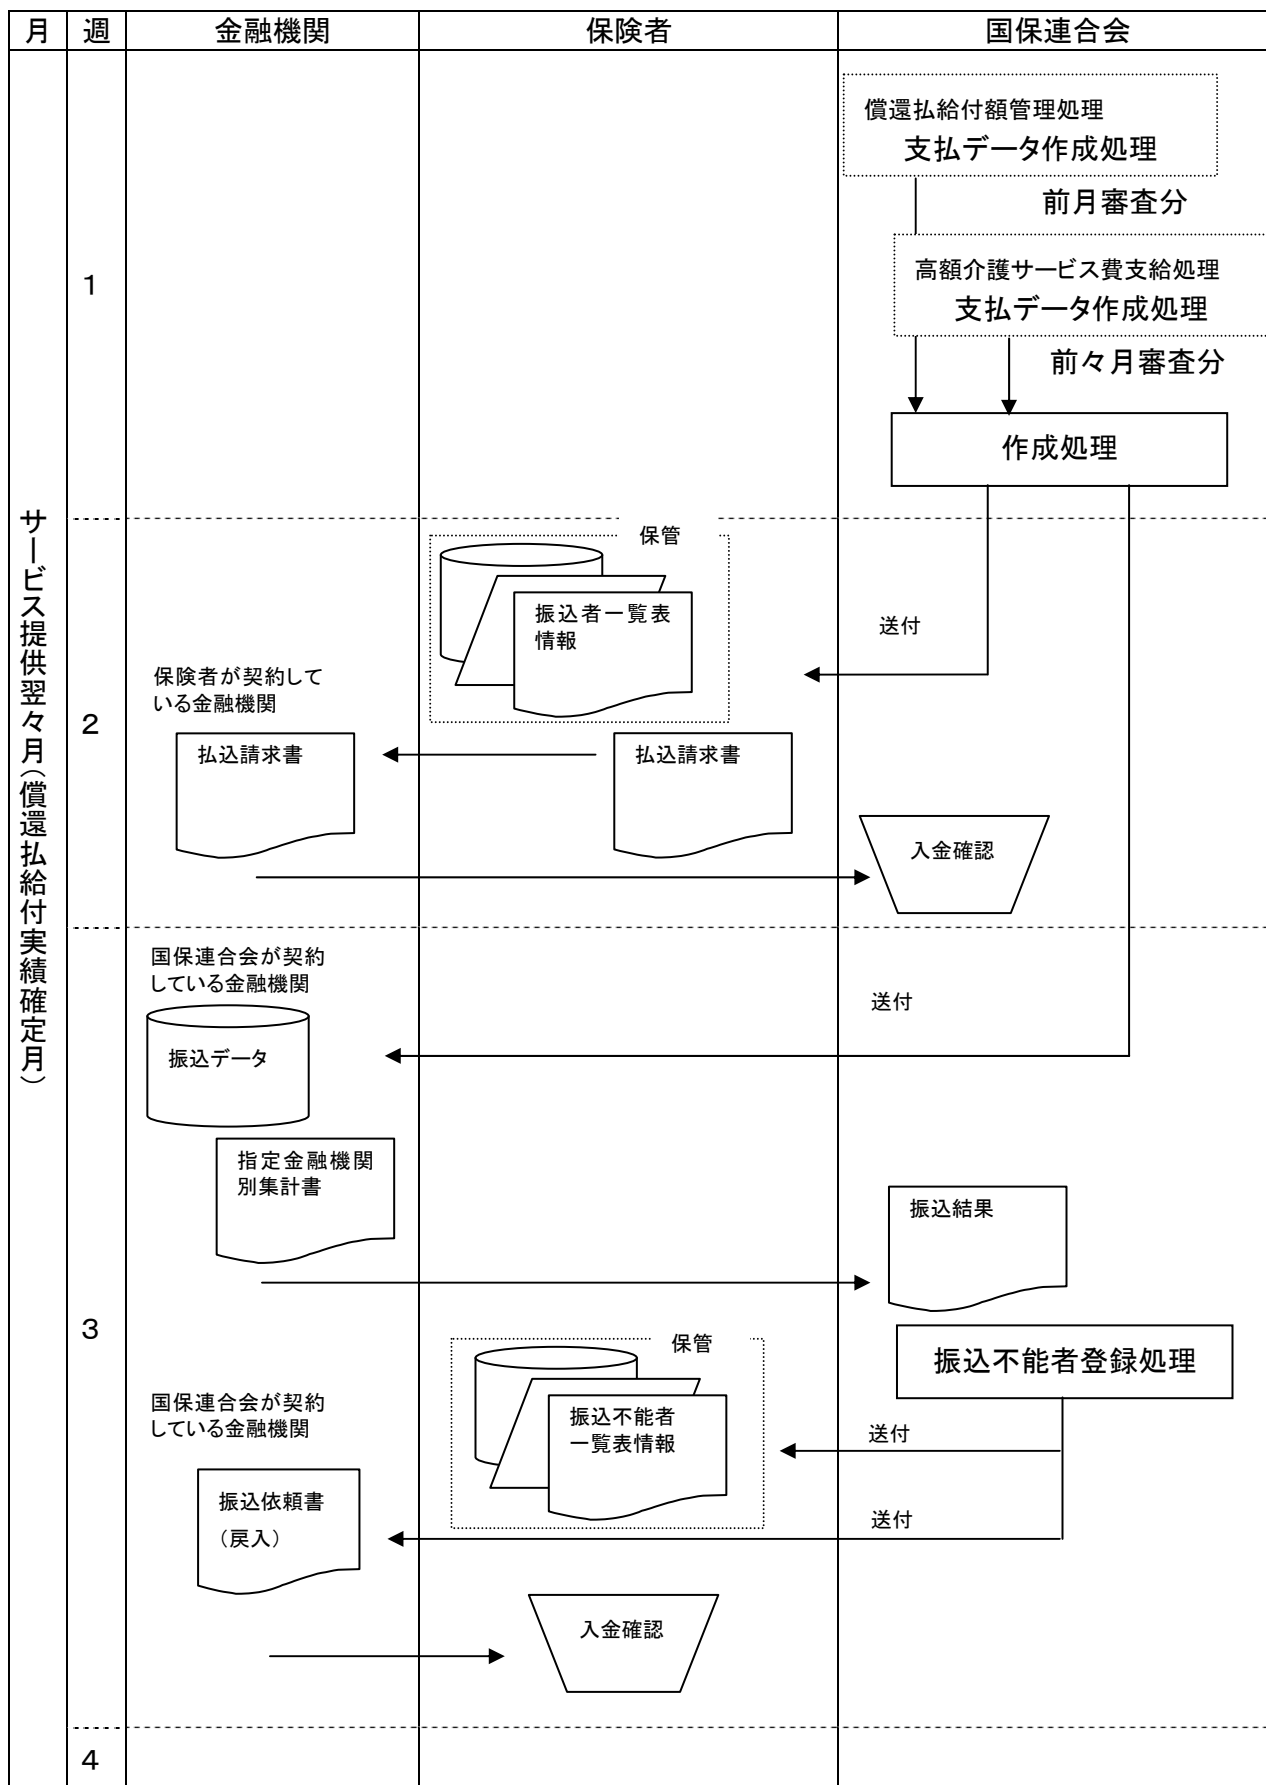 月
週
金融機関
保険者
国保連合会
サービス提供翌々月（償還払給付実績確定月）
1
償還払給付額管理処理
支払データ作成処理
前月審査分
高額介護サービス費支給処理
支払データ作成処理
前々月審査分
作成処理
2
保管
振込者一覧表
情報
送付
保険者が契約して
いる金融機関
払込請求書
払込請求書
入金確認
3
国保連合会が契約
している金融機関
送付
振込データ
指定金融機関
別集計書
振込結果
保管
振込不能者登録処理
国保連合会が契約
している金融機関
振込不能者
一覧表情報
送付
振込依頼書
（戻入）
送付
入金確認
4